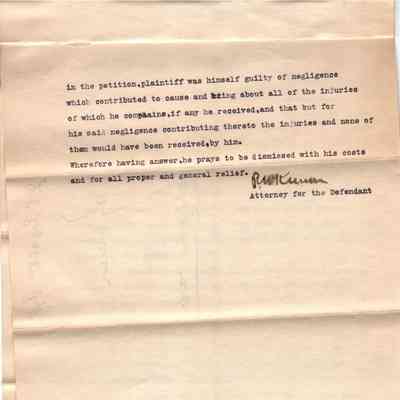 in the petition,plaintiff was himself guilty of negligence
which contributed to cause and bring about all of the injuries
of which he complains,if any he received,and that but for
his said negligence contributing thereto the injuries and none of
them would have been received,by him.
Wherefore having answer,he prays to be dismissed with his costs
and for all proper and general relief.
Attorney for the Defendant